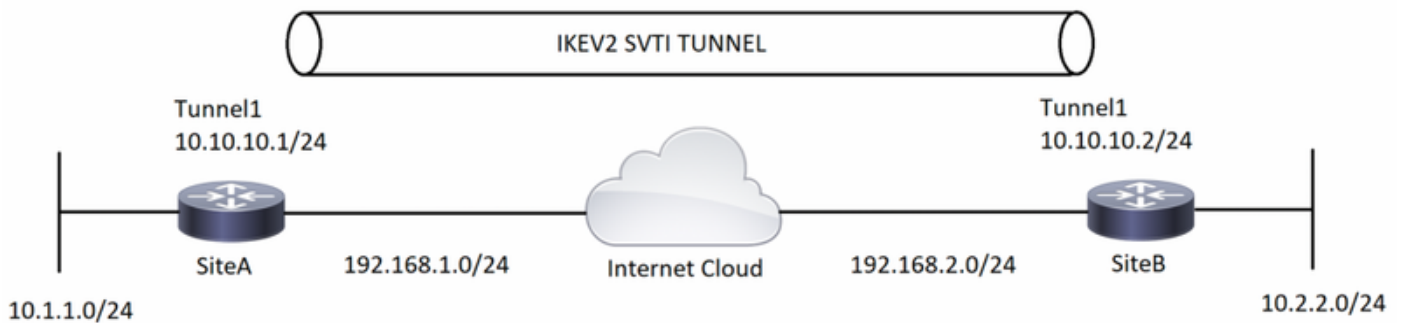 IKEV2 SVTI TUNNEL
Tunnel1
10.10.10.1/24
Tunnel1
10.10.10.2/24
SiteA
192.168.1.0/24
Internet Cloud
192.168.2.0/24
SiteB
10.1.1.0/24
10.2.2.0/24